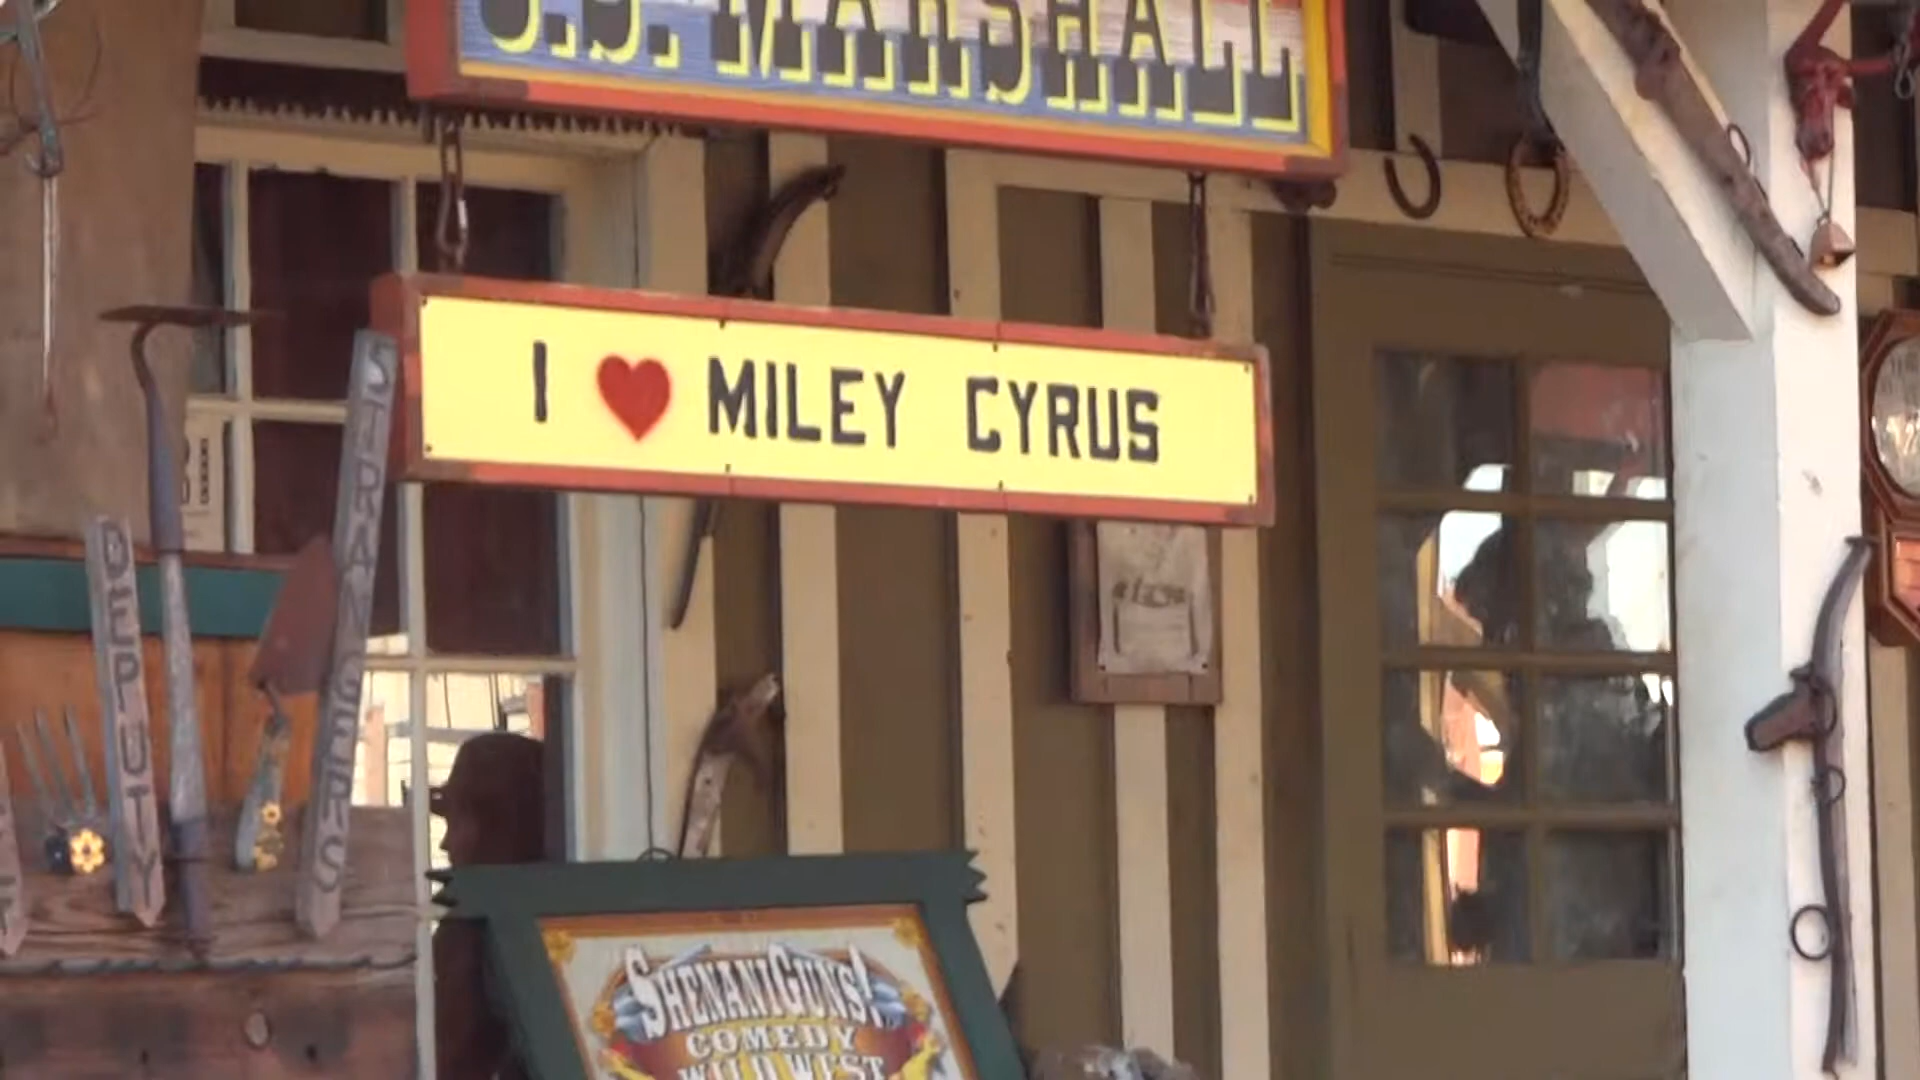 U.S. MARSHALL
I ❤ MILEY CYRUS
STRANGERS
DEPUTY
SHENANIGUNS!
COMEDY
WILD WEST